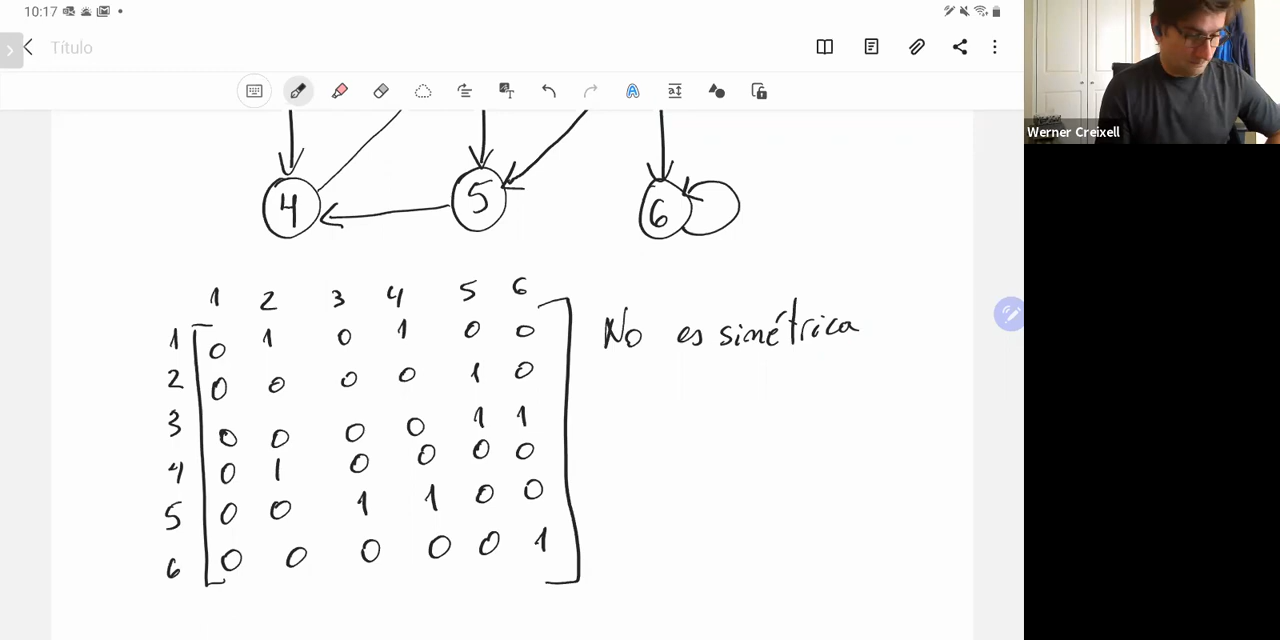 10:17
Título
Werner Creixell
4 5 6
1 2 3 4 5 6
1 0 1 0 1 0 0 No es simétrica
2 0 0 0 0 1 0
3 0 0 0 0 1 1
4 0 1 0 0 0 0
5 0 0 1 1 0 0
6 0 0 0 0 0 1